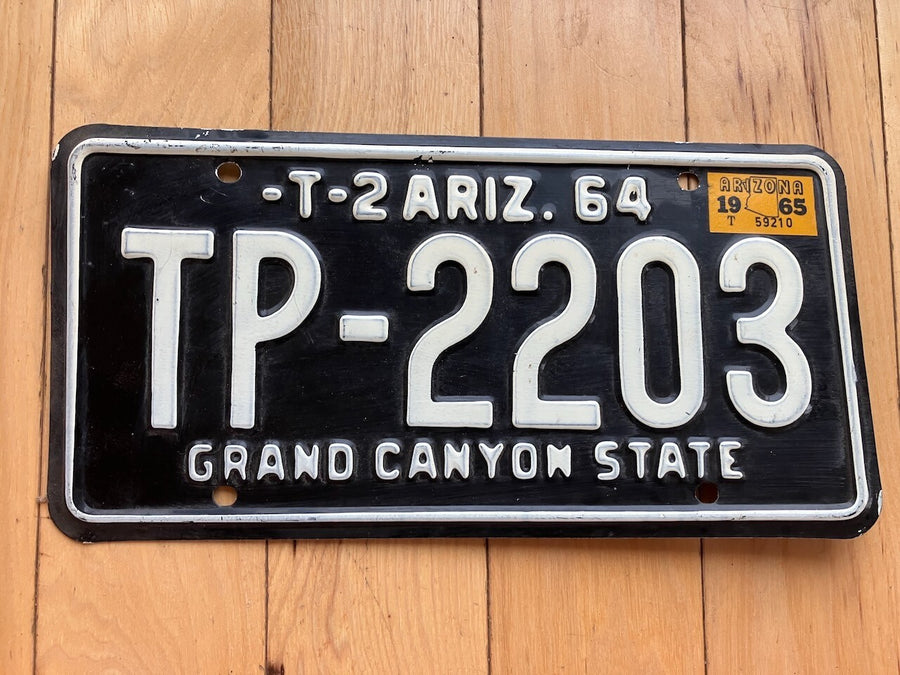 -T-2 ARIZ. 64
ARIZONA
19 65
T 59210
TP-2203
GRAND CANYON STATE